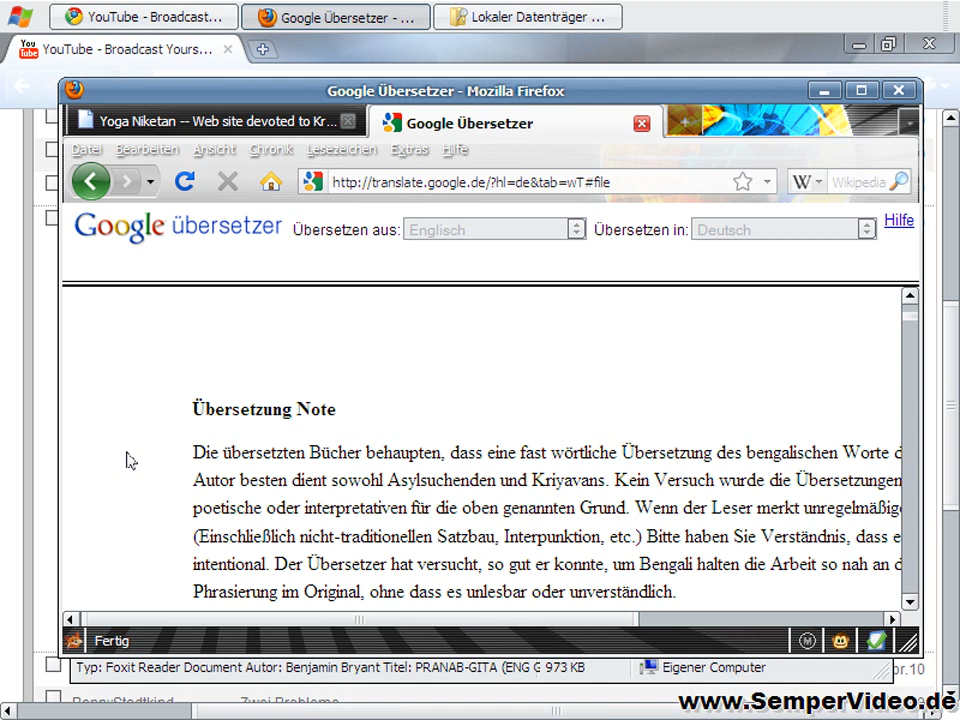 YouTube - Broadcast...
Google Übersetzer - ...
Lokaler Datenträger ...
You
Tube
YouTube - Broadcast Yours...
Google Übersetzer - Mozilla Firefox
Yoga Niketan -- Web site devoted to Kr...
Google Übersetzer
Datei Bearbeiten Ansicht Chronik Lesezeichen Extras Hilfe
http://translate.google.de/?hl=de&tab=wT#file
W Wikipedia
Google übersetzer Übersetzen aus: Englisch Übersetzen in: Deutsch Hilfe
Übersetzung Note
Die übersetzten Bücher behaupten, dass eine fast wörtliche Übersetzung des bengalischen Worte d
Autor besten dient sowohl Asylsuchenden und Kriyavans. Kein Versuch wurde die Übersetzungen
poetische oder interpretativen für die oben genannten Grund. Wenn der Leser merkt unregelmäßige
(Einschließlich nicht-traditionellen Satzbau, Interpunktion, etc.) Bitte haben Sie Verständnis, dass e
intentional. Der Übersetzer hat versucht, so gut er konnte, um Bengali halten die Arbeit so nah an d
Phrasierung im Original, ohne dass es unlesbar oder unverständlich.
Fertig
Typ: Foxit Reader Document Autor: Benjamin Bryant Titel: PRANAB-GITA (ENG G 973 KB Eigener Computer
or.10
BennyStadtkind Zwei Probleme
www.SemperVideo.de